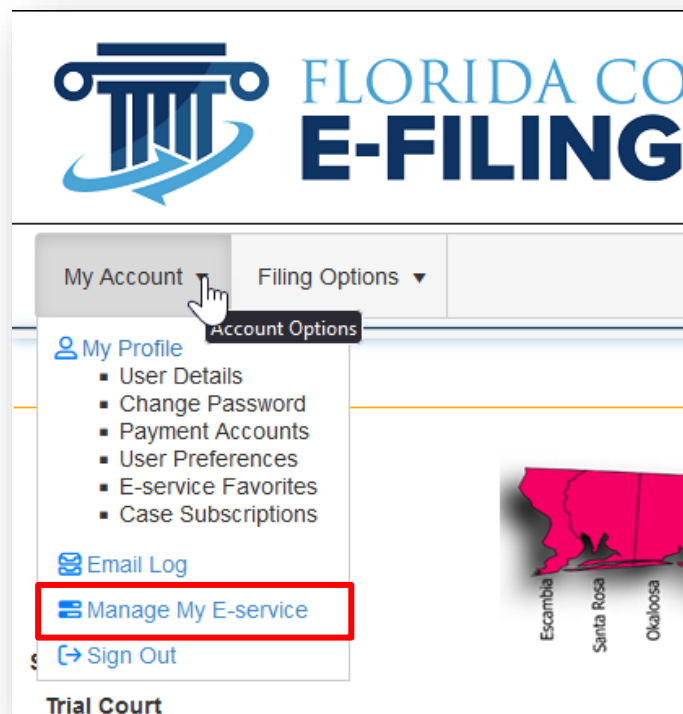 FLORIDA CO
E-FILING
My Account ▼ Filing Options ▼
Account Options
My Profile
▪ User Details
▪ Change Password
▪ Payment Accounts
▪ User Preferences
▪ E-service Favorites
▪ Case Subscriptions
Email Log
Manage My E-service
Sign Out
Trial Court
Escambia
Santa Rosa
Okaloosa